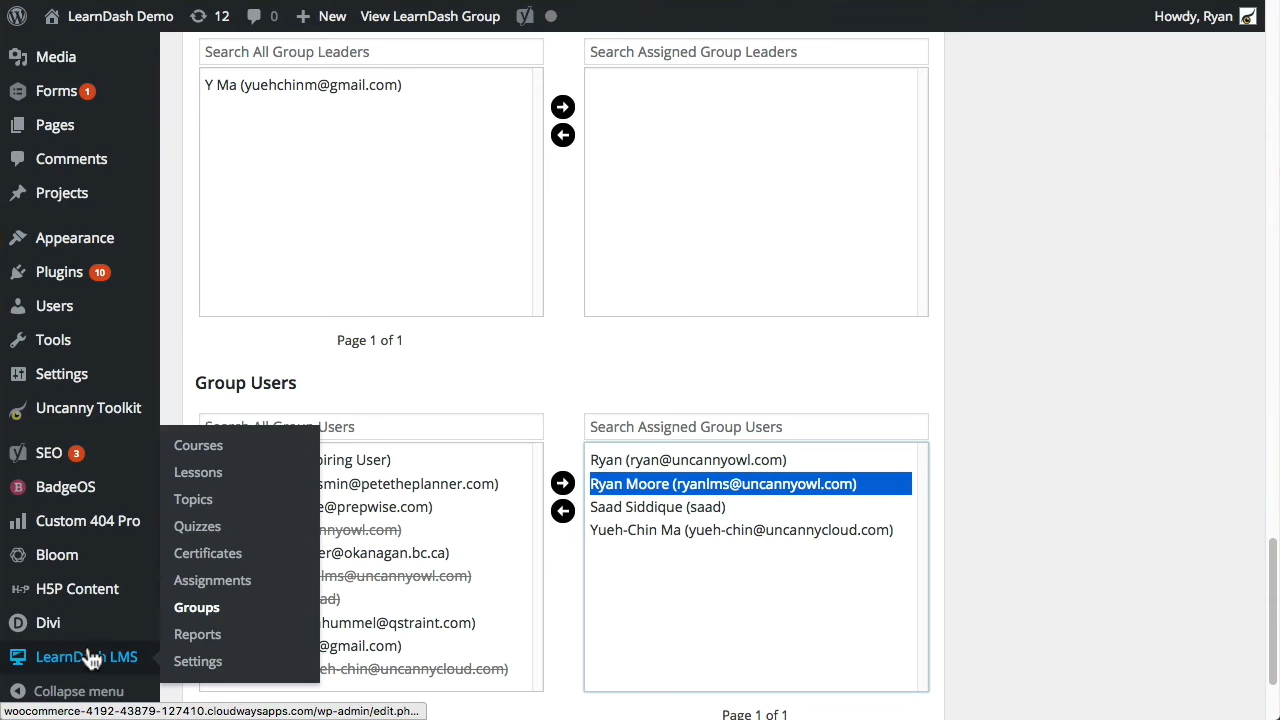 LearnDash Demo 12 0 New View LearnDash Group Howdy, Ryan
Media
Forms 1
Pages
Comments
Projects
Appearance
Plugins 10
Users
Tools
Settings
Uncanny Toolkit
SEO 3
BadgeOS
Custom 404 Pro
Bloom
H-P H5P Content
Divi
LearnDash LMS
Collapse menu
Courses
Lessons
Topics
Quizzes
Certificates
Assignments
Groups
Reports
Settings
Search All Group Leaders
Y Ma (yuehchinm@gmail.com)
Page 1 of 1
Search Assigned Group Leaders
Group Users
Search All Group Users
piring User)
smin@petetheplanner.com)
e@prepwise.com)
nnyowl.com)
er@okanagan.bc.ca)
lms@uncannyowl.com)
ad)
hummel@qstraint.com)
@gmail.com)
eh-chin@uncannycloud.com)
Search Assigned Group Users
Ryan (ryan@uncannyowl.com)
Ryan Moore (ryanlms@uncannyowl.com)
Saad Siddique (saad)
Yueh-Chin Ma (yueh-chin@uncannycloud.com)
Page 1 of 1
woocommerce-4192-43879-127410.cloudwaysapps.com/wp-admin/edit.ph...